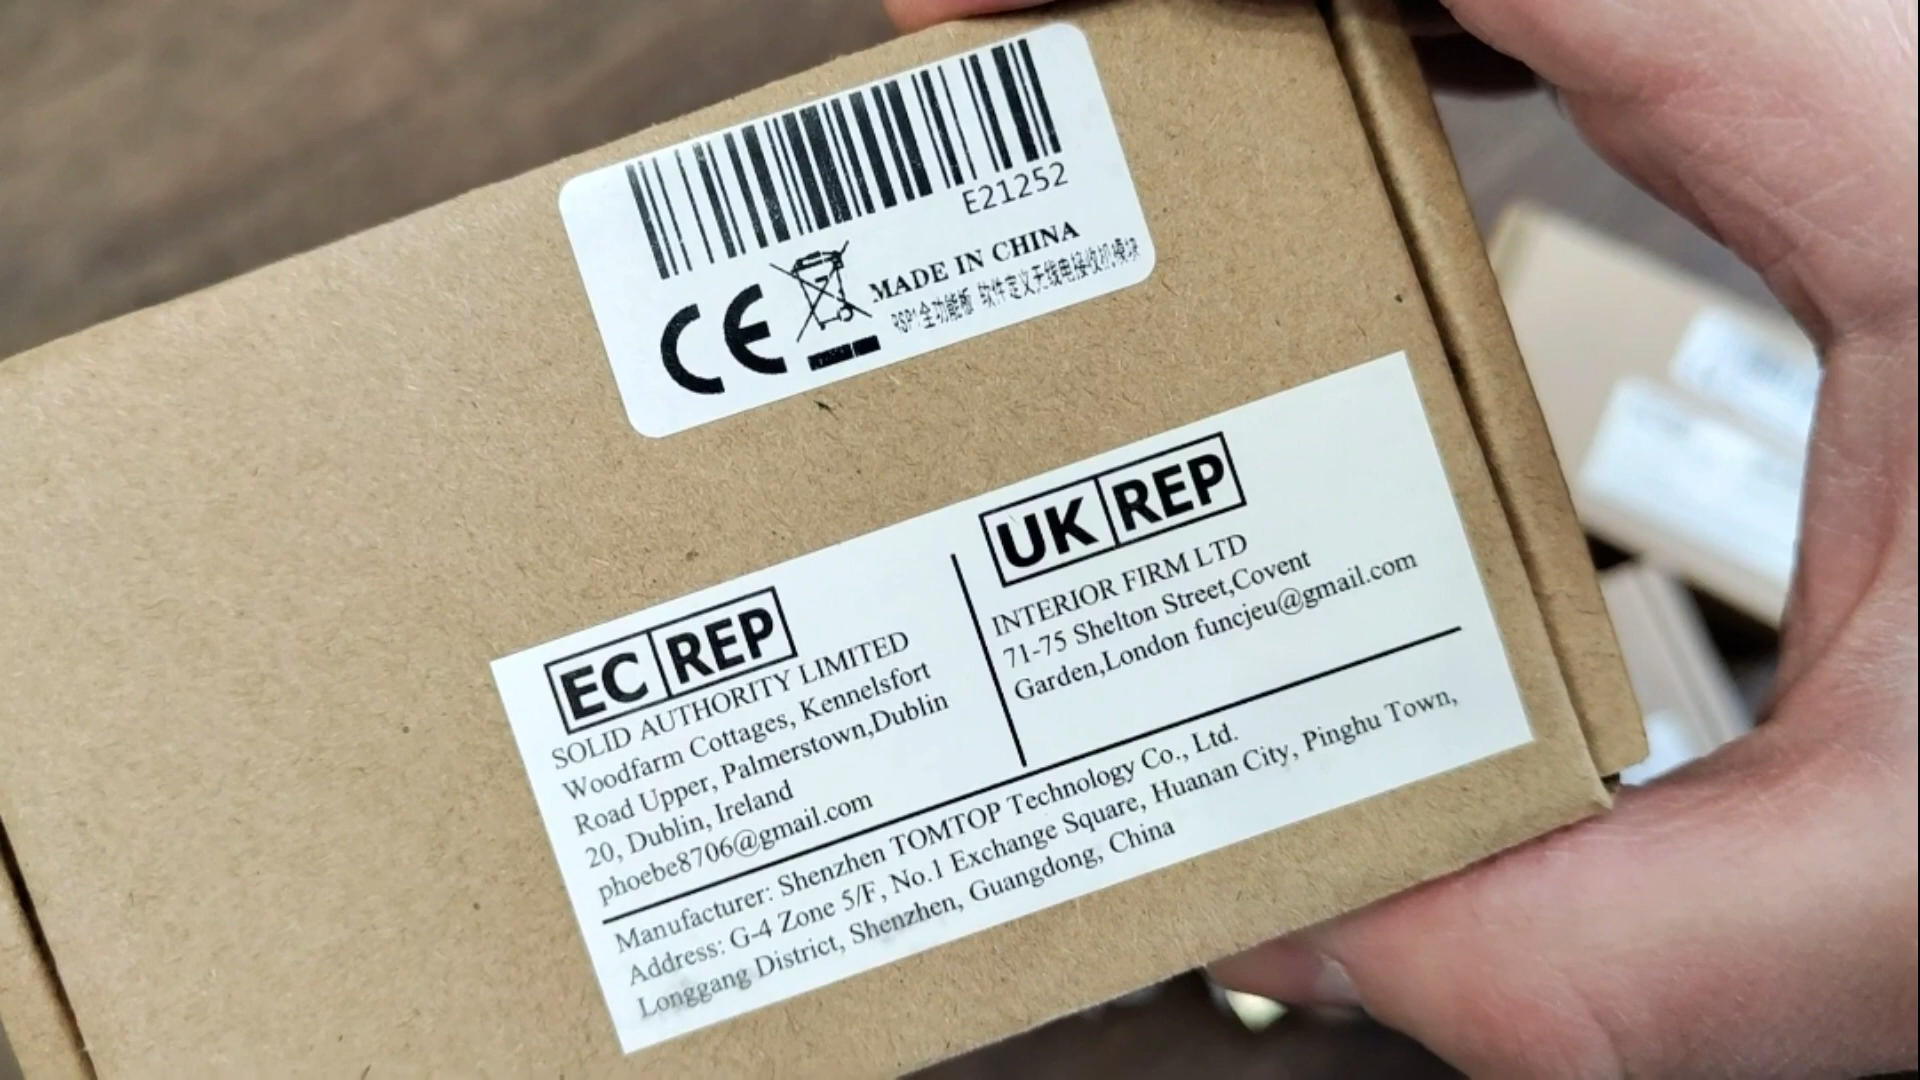 E21252
CE
MADE IN CHINA
RSP1全功能板 软件定义无线电接收机模块
EC REP
SOLID AUTHORITY LIMITED
Woodfarm Cottages, Kennelsfort
Road Upper, Palmerstown,Dublin
20, Dublin, Ireland
phoebe8706@gmail.com
UK REP
INTERIOR FIRM LTD
71-75 Shelton Street,Covent
Garden,London funcjeu@gmail.com
Manufacturer: Shenzhen TOMTOP Technology Co., Ltd.
Address: G-4 Zone 5/F, No.1 Exchange Square, Huanan City, Pinghu Town,
Longgang District, Shenzhen, Guangdong, China